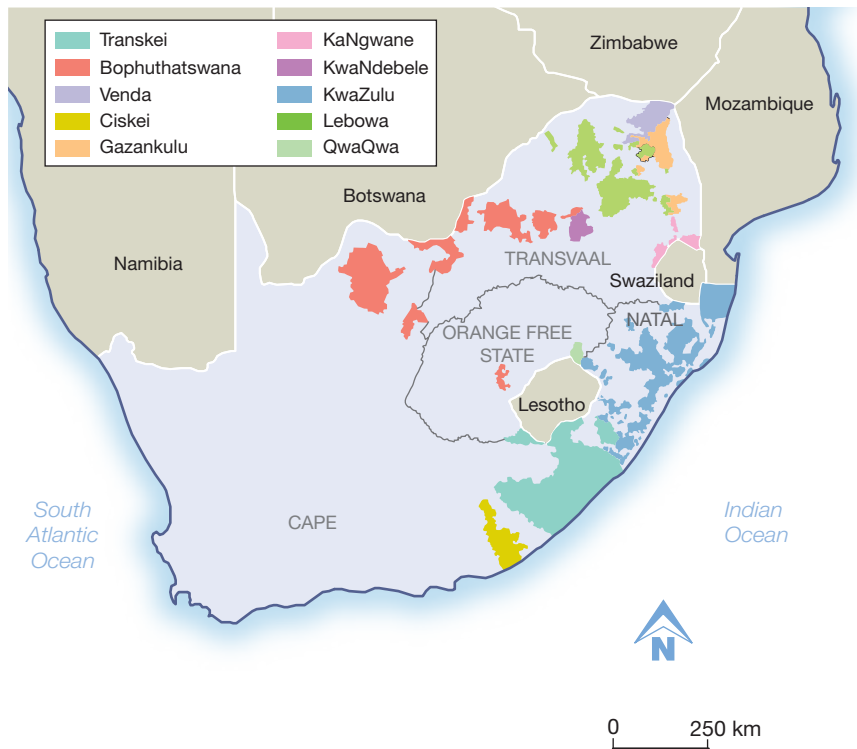 Transkei
Bophuthatswana
Venda
Ciskei
Gazankulu
KaNgwane
KwaNdebele
KwaZulu
Lebowa
QwaQwa
Zimbabwe
Mozambique
Botswana
Namibia
TRANSVAAL
Swaziland
NATAL
ORANGE FREE
STATE
Lesotho
CAPE
South
Atlantic
Ocean
Indian
Ocean
N
0 250 km